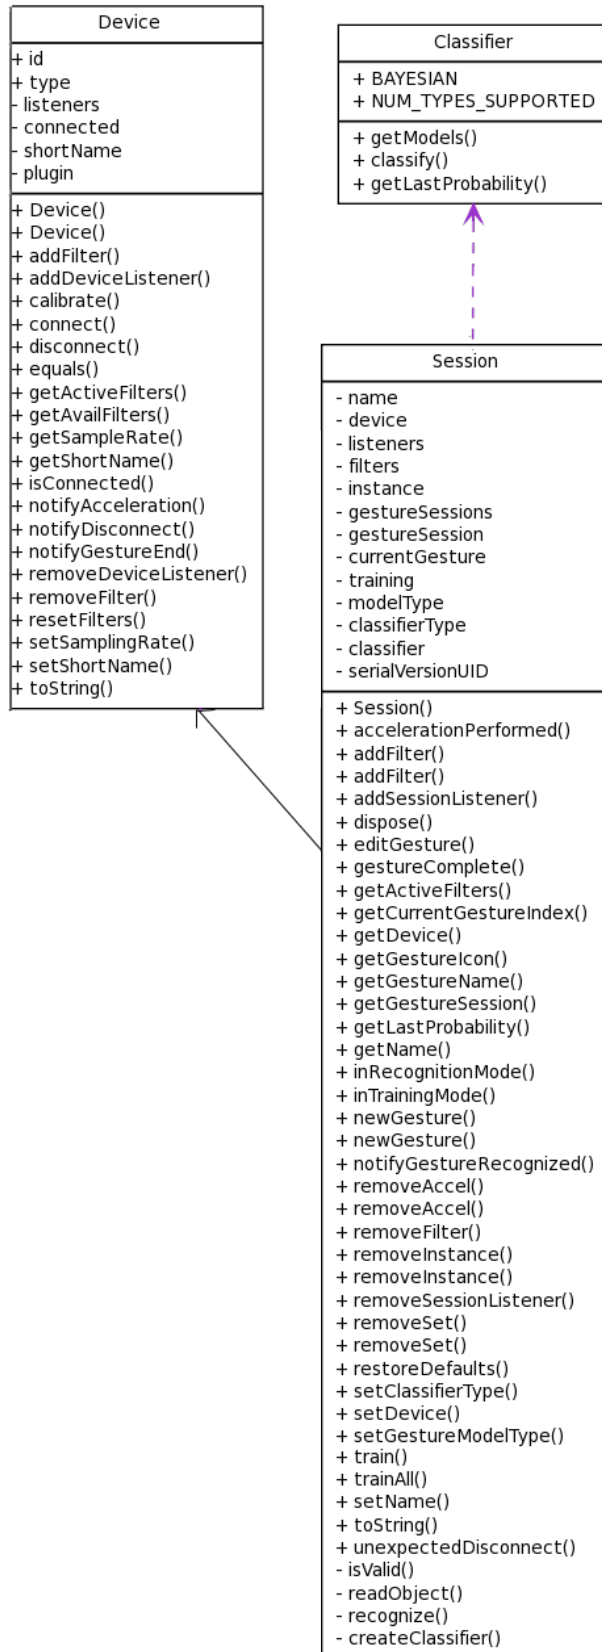 Device
+ id
+ type
- listeners
- connected
- shortName
- plugin
+ Device()
+ Device()
+ addFilter()
+ addDeviceListener()
+ calibrate()
+ connect()
+ disconnect()
+ equals()
+ getActiveFilters()
+ getAvailFilters()
+ getSampleRate()
+ getShortName()
+ isConnected()
+ notifyAcceleration()
+ notifyDisconnect()
+ notifyGestureEnd()
+ removeDeviceListener()
+ removeFilter()
+ resetFilters()
+ setSamplingRate()
+ setShortName()
+ toString()
Classifier
+ BAYESIAN
+ NUM_TYPES_SUPPORTED
+ getModels()
+ classify()
+ getLastProbability()
Session
- name
- device
- listeners
- filters
- instance
- gestureSessions
- gestureSession
- currentGesture
- training
- modelType
- classifierType
- classifier
- serialVersionUID
+ Session()
+ accelerationPerformed()
+ addFilter()
+ addFilter()
+ addSessionListener()
+ dispose()
+ editGesture()
+ gestureComplete()
+ getActiveFilters()
+ getCurrentGestureIndex()
+ getDevice()
+ getGestureIcon()
+ getGestureName()
+ getGestureSession()
+ getLastProbability()
+ getName()
+ inRecognitionMode()
+ inTrainingMode()
+ newGesture()
+ newGesture()
+ notifyGestureRecognized()
+ removeAccel()
+ removeAccel()
+ removeFilter()
+ removeInstance()
+ removeInstance()
+ removeSessionListener()
+ removeSet()
+ removeSet()
+ restoreDefaults()
+ setClassifierType()
+ setDevice()
+ setGestureModelType()
+ train()
+ trainAll()
+ setName()
+ toString()
+ unexpectedDisconnect()
- isValid()
- readObject()
- recognize()
- createClassifier()